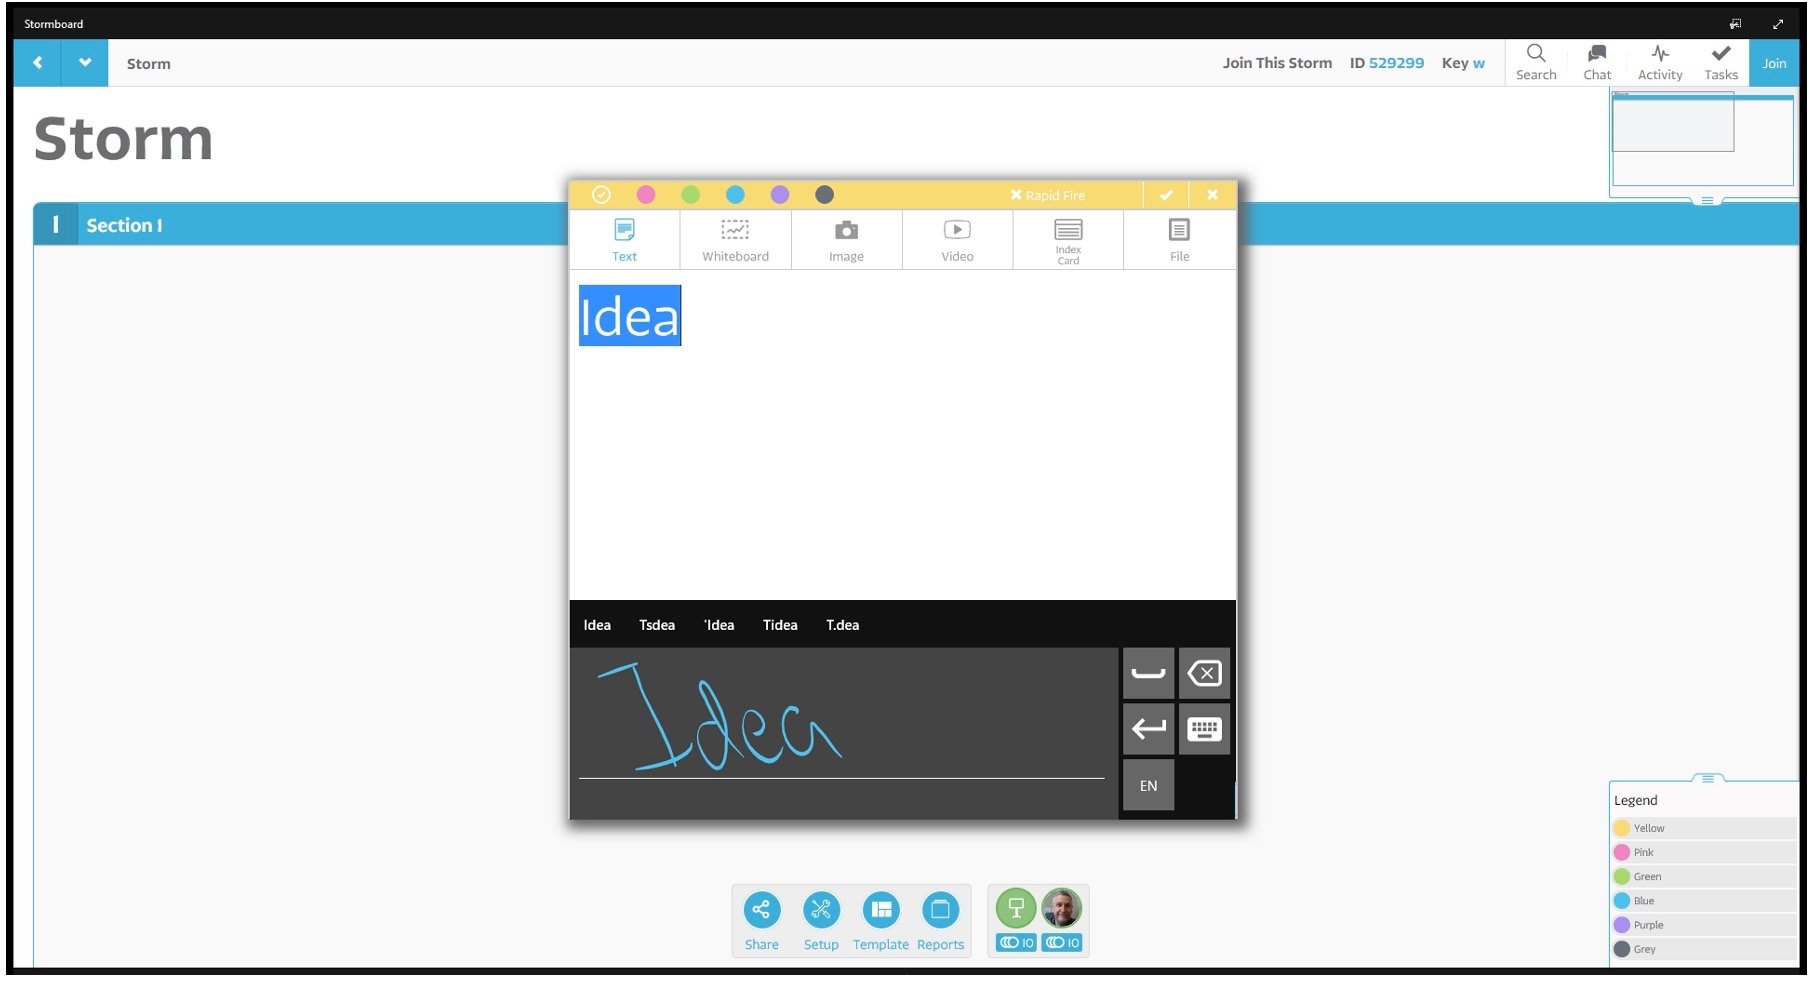 Stormboard
Storm
Join This Storm ID 529299 Key w
Search
Chat
Activity
Tasks
Join
Storm
1 Section 1
Rapid Fire
Text
Whiteboard
Image
Video
Index
Card
File
Idea
Idea Tsdea 'Idea Tidea T.dea
Idea
EN
Share
Setup
Template
Reports
10
10
Legend
Yellow
Pink
Green
Blue
Purple
Grey